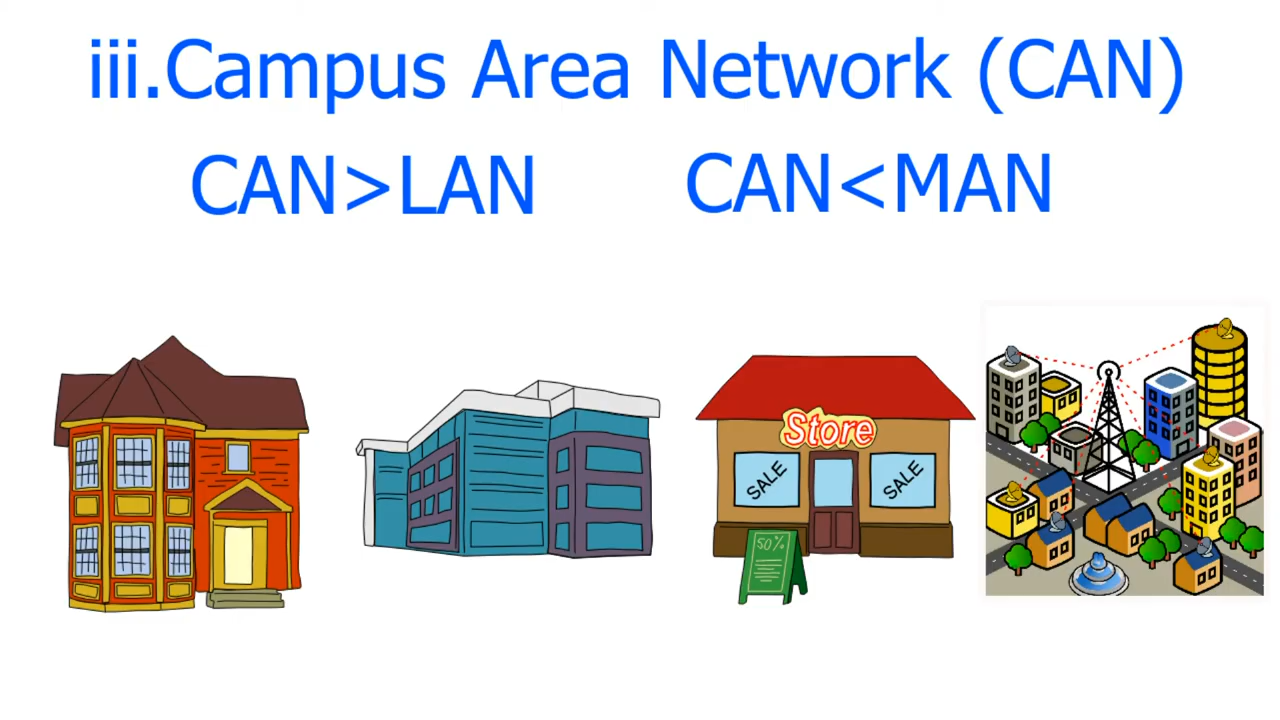 iii.Campus Area Network (CAN)
CAN>LAN
CAN<MAN
Store
SALE
SALE
50%